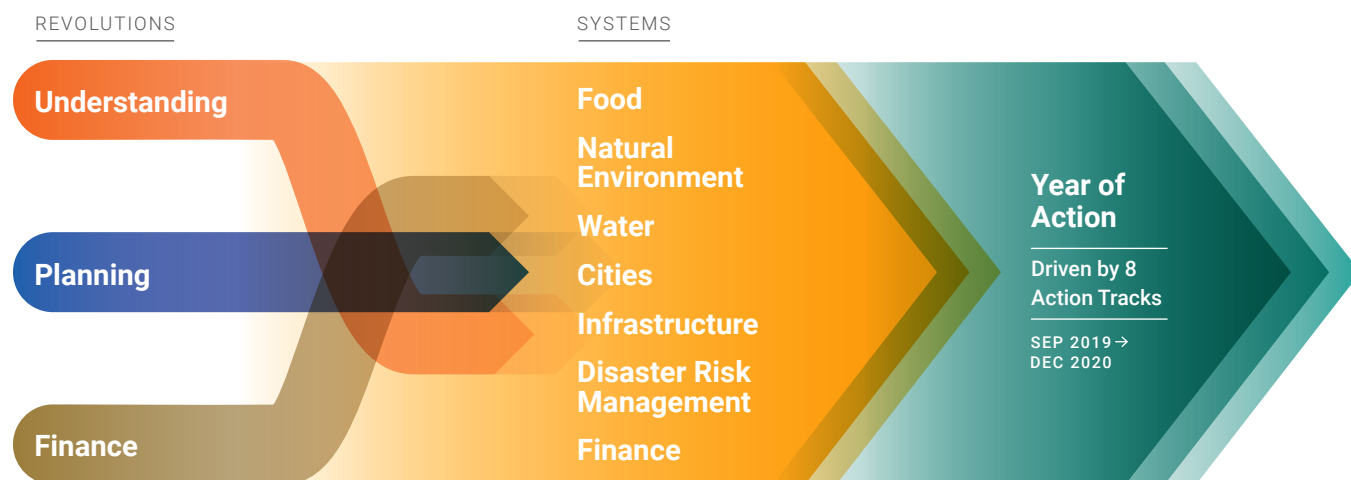 REVOLUTIONS
Understanding
Planning
Finance
SYSTEMS
Food
Natural
Environment
Water
Cities
Infrastructure
Disaster Risk
Management
Finance
Year of
Action
Driven by 8
Action Tracks
SEP 2019→
DEC 2020